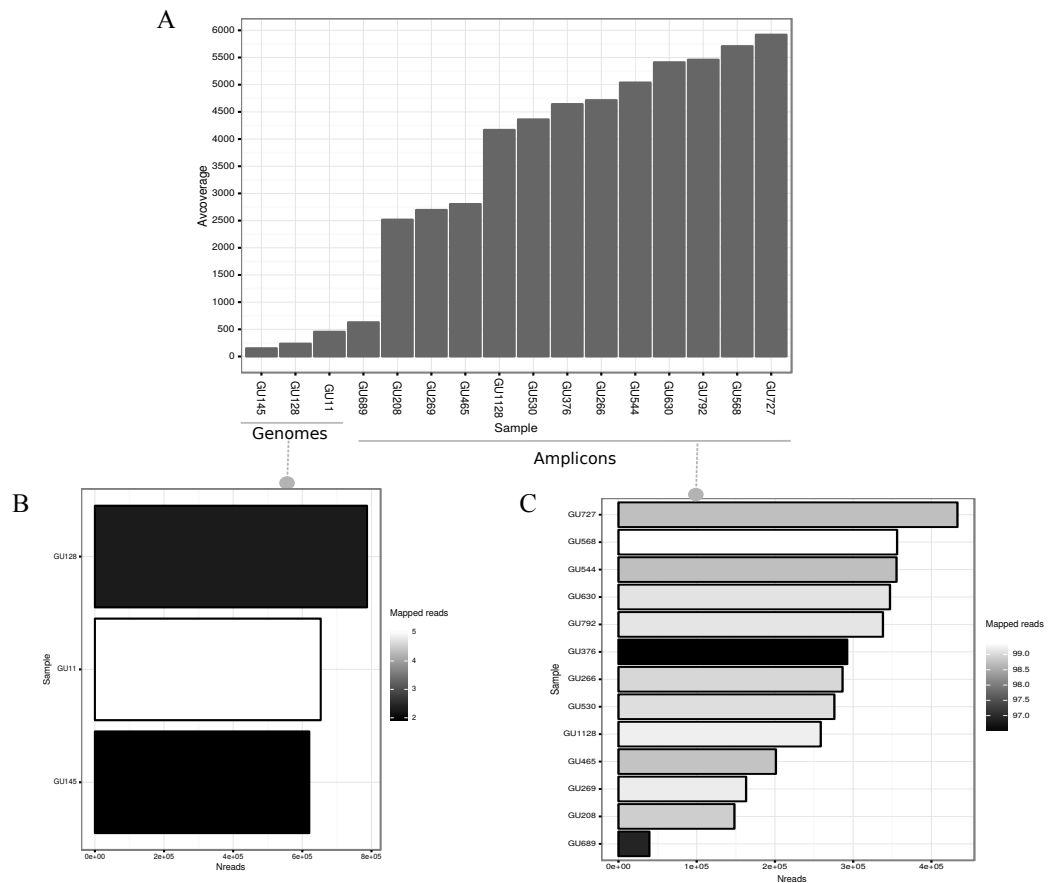 A
6000
5500
5000
4500
4000
3500
3000
2500
2000
1500
1000
500
0
Avcoverage
GU145
GU128
GU11
GU689
GU208
GU269
GU465
GU1128
GU530
GU376
GU266
GU544
GU630
GU792
GU568
GU727
Sample
Genomes
Amplicons
B
GU128
GU11
GU145
Sample
0e+00 2e+05 4e+05 6e+05 8e+05
Nreads
Mapped reads
5
4
3
2
C
GU727
GU568
GU544
GU630
GU792
GU376
GU266
GU530
GU1128
GU465
GU269
GU208
GU689
Sample
0e+00 1e+05 2e+05 3e+05 4e+05
Nreads
Mapped reads
99.0
98.5
98.0
97.5
97.0